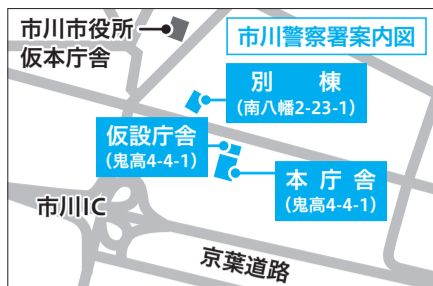 市川市役所
仮本庁舎
市川警察署案内図
別 棟
(南八幡2-23-1)
仮設庁舎
(鬼高4-4-1)
本 庁 舎
(鬼高4-4-1)
市川IC
京葉道路